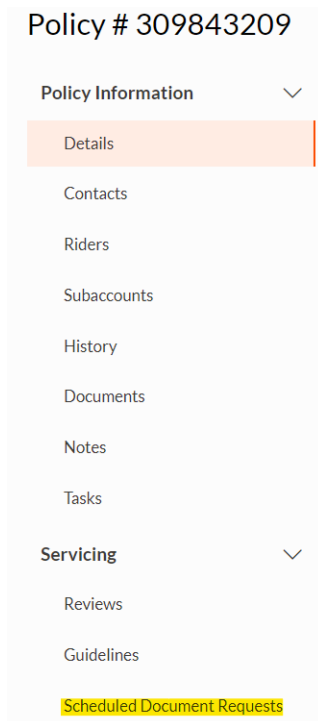 Policy # 309843209
Policy Information
Details
Contacts
Riders
Subaccounts
History
Documents
Notes
Tasks
Servicing
Reviews
Guidelines
Scheduled Document Requests